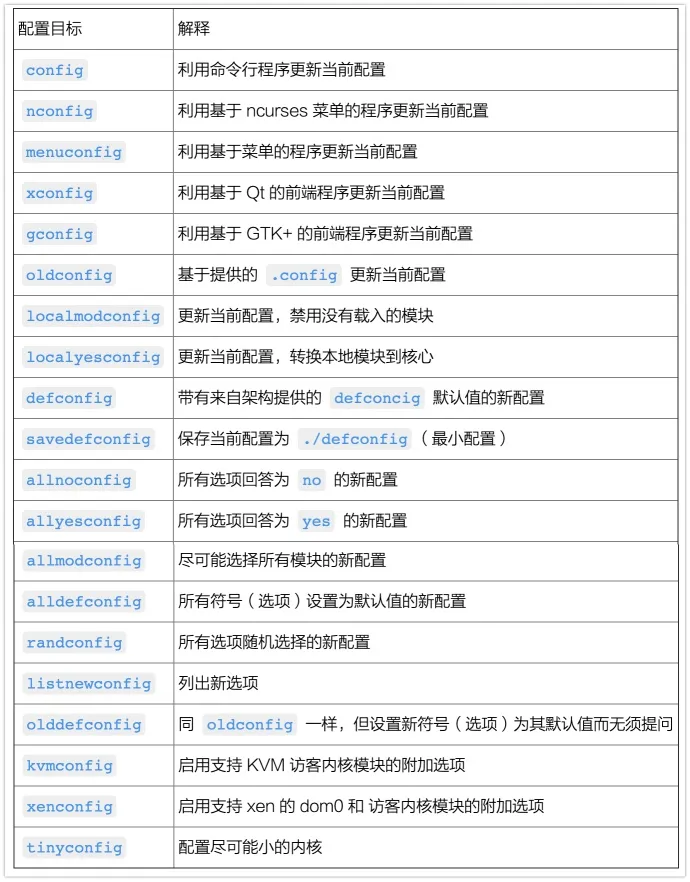 配置目标 解释
config 利用命令行程序更新当前配置
nconfig 利用基于 ncurses 菜单的程序更新当前配置
menuconfig 利用基于菜单的程序更新当前配置
xconfig 利用基于 Qt 的前端程序更新当前配置
gconfig 利用基于 GTK+ 的前端程序更新当前配置
oldconfig 基于提供的 .config 更新当前配置
localmodconfig 更新当前配置，禁用没有载入的模块
localyesconfig 更新当前配置，转换本地模块到核心
defconfig 带有来自架构提供的 defconcig 默认值的新配置
savedefconfig 保存当前配置为 ./defconfig（最小配置）
allnoconfig 所有选项回答为 no 的新配置
allyesconfig 所有选项回答为 yes 的新配置
allmodconfig 尽可能选择所有模块的新配置
alldefconfig 所有符号（选项）设置为默认值的新配置
randconfig 所有选项随机选择的新配置
listnewconfig 列出新选项
olddefconfig 同 oldconfig 一样，但设置新符号（选项）为其默认值而无须提问
kvmconfig 启用支持 KVM 访客内核模块的附加选项
xenconfig 启用支持 xen 的 dom0 和 访客内核模块的附加选项
tinyconfig 配置尽可能小的内核